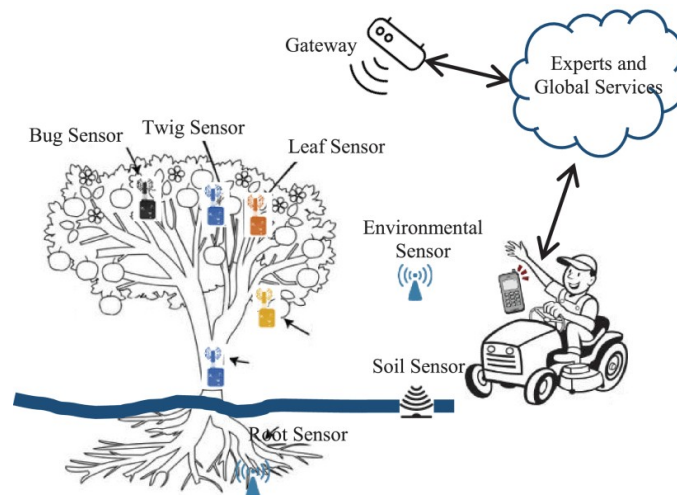 Gateway
Experts and
Global Services
Bug Sensor
Twig Sensor
Leaf Sensor
Environmental
Sensor
Soil Sensor
Root Sensor